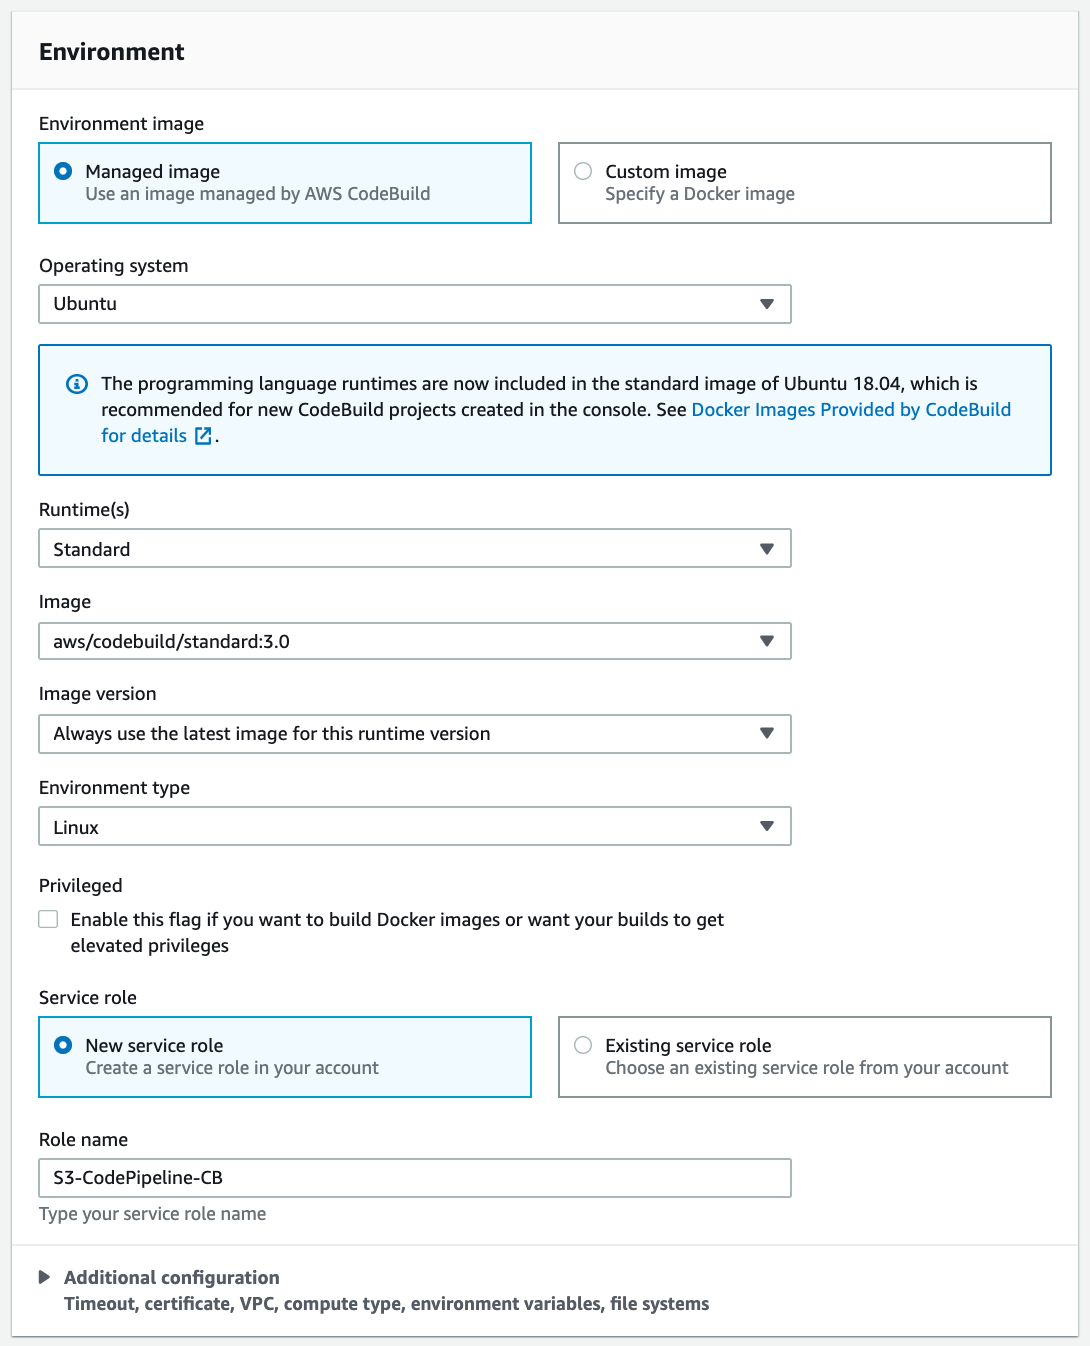 Environment
Environment image
Managed image
Use an image managed by AWS CodeBuild
Custom image
Specify a Docker image
Operating system
Ubuntu
The programming language runtimes are now included in the standard image of Ubuntu 18.04, which is
recommended for new CodeBuild projects created in the console. See Docker Images Provided by CodeBuild
for details .
Runtime(s)
Standard
Image
aws/codebuild/standard:3.0
Image version
Always use the latest image for this runtime version
Environment type
Linux
Privileged
Enable this flag if you want to build Docker images or want your builds to get
elevated privileges
Service role
New service role
Create a service role in your account
Existing service role
Choose an existing service role from your account
Role name
S3-CodePipeline-CB
Type your service role name
Additional configuration
Timeout, certificate, VPC, compute type, environment variables, file systems